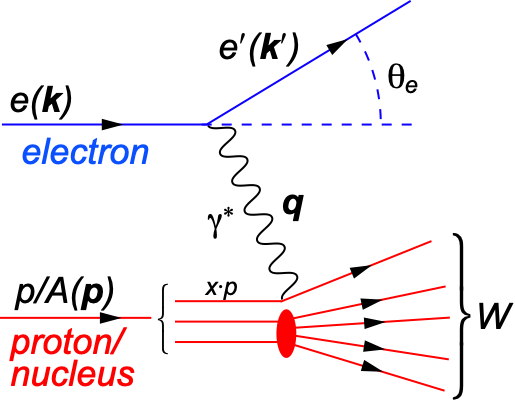 e′(k′)
θe
e(k)
electron
γ*
q
x·p
p/A(p)
proton/
nucleus
W